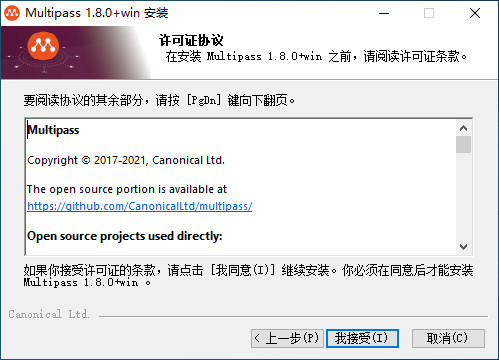 Multipass 1.8.0+win 安装
许可证协议
在安装 Multipass 1.8.0+win 之前，请阅读许可证条款。
要阅读协议的其余部分，请按 [PgDn] 键向下翻页。
Multipass
Copyright © 2017-2021, Canonical Ltd.
The open source portion is available at
https://github.com/CanonicalLtd/multipass/
Open source projects used directly:
如果你接受许可证的条款，请点击 [我同意(I)] 继续安装。你必须在同意后才能安装
Multipass 1.8.0+win 。
Canonical Ltd.
< 上一步(P)
我接受(I)
取消(C)